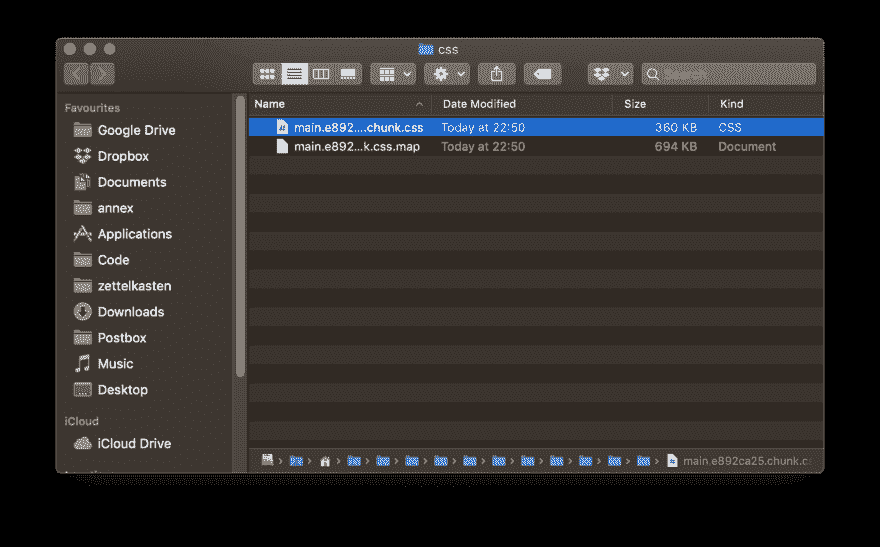 css
Search
Favourites
Google Drive
Dropbox
Documents
annex
Applications
Code
zettelkasten
Downloads
Postbox
Music
Desktop
iCloud
iCloud Drive
Name Date Modified Size Kind
main.e892....chunk.css Today at 22:50 360 KB CSS
main.e892...k.css.map Today at 22:50 694 KB Document
main.e892ca25.chunk.cs